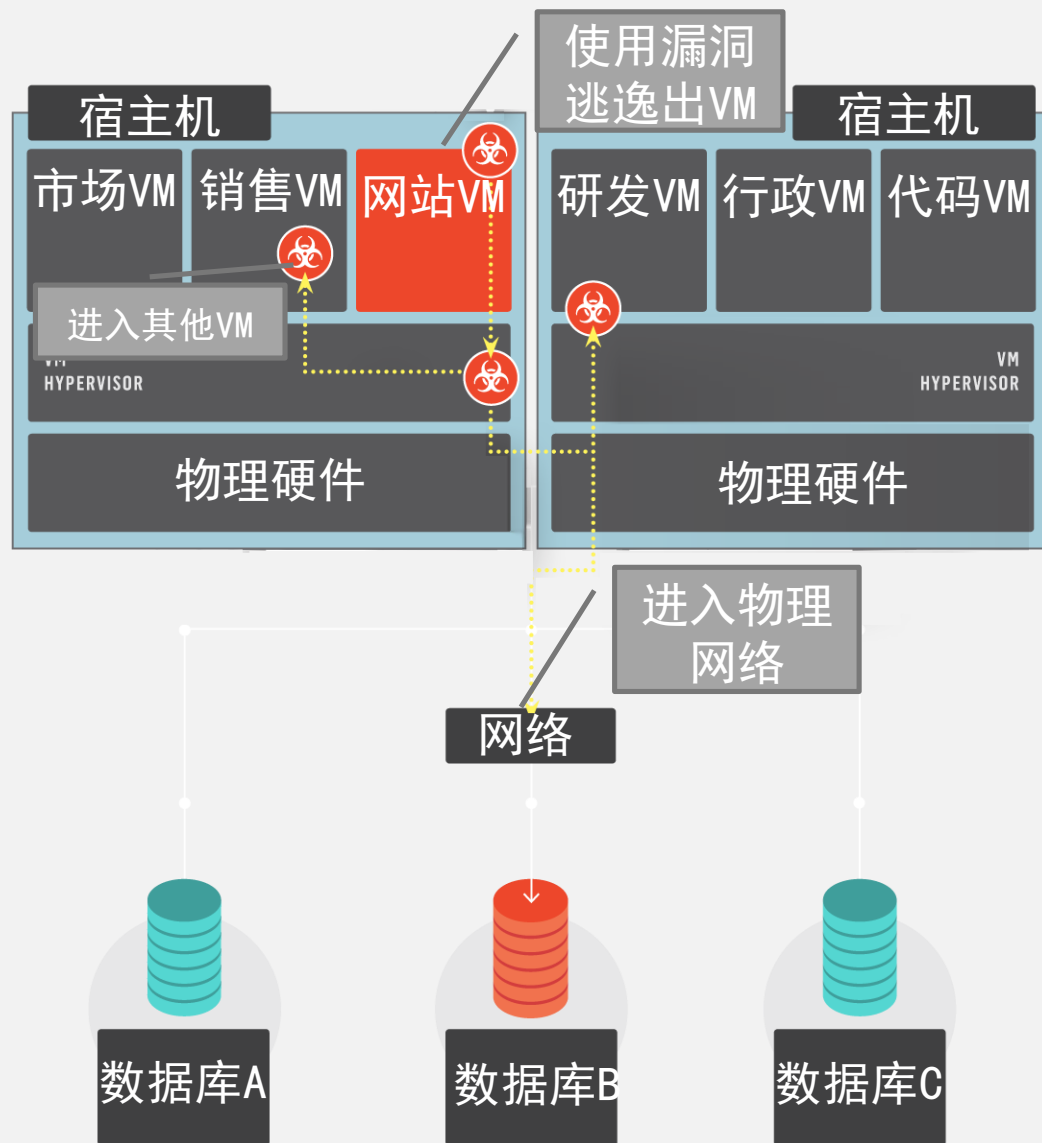 使用漏洞
逃逸出VM
宿主机
宿主机
市场VM
销售VM
网站VM
研发VM
行政VM
代码VM
进入其他VM
VM
HYPERVISOR
VM
HYPERVISOR
物理硬件
物理硬件
进入物理
网络
网络
数据库A
数据库B
数据库C